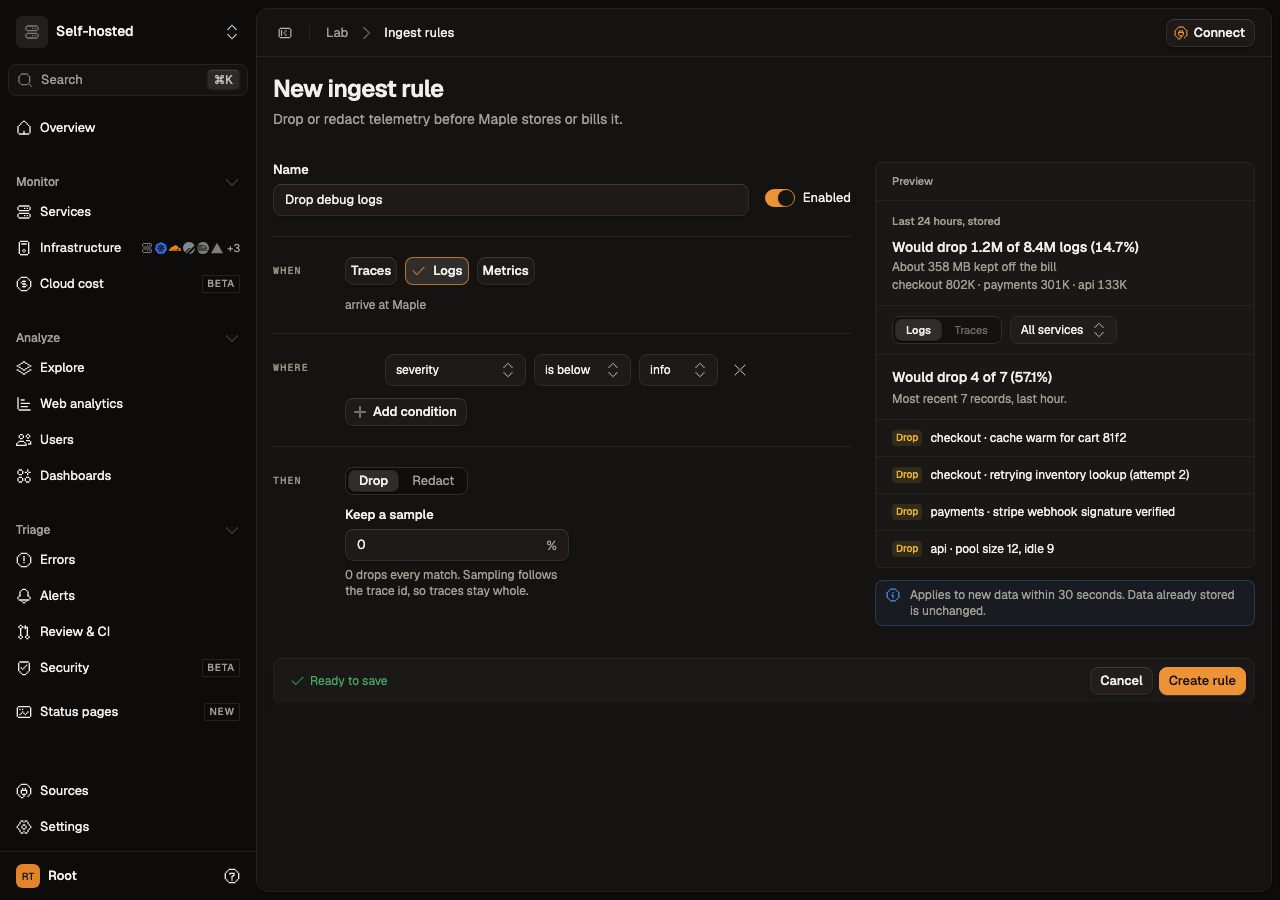 Self-hosted
Search ⌘K
Overview
Monitor
Services
Infrastructure +3
Cloud cost BETA
Analyze
Explore
Web analytics
Users
Dashboards
Triage
Errors
Alerts
Review & CI
Security BETA
Status pages NEW
Sources
Settings
RT Root
Lab Ingest rules
Connect
New ingest rule
Drop or redact telemetry before Maple stores or bills it.
Name
Drop debug logs
Enabled
WHEN Traces Logs Metrics
arrive at Maple
WHERE severity is below info
Add condition
THEN Drop Redact
Keep a sample
0 %
0 drops every match. Sampling follows
the trace id, so traces stay whole.
Preview
Last 24 hours, stored
Would drop 1.2M of 8.4M logs (14.7%)
About 358 MB kept off the bill
checkout 802K · payments 301K · api 133K
Logs Traces All services
Would drop 4 of 7 (57.1%)
Most recent 7 records, last hour.
Drop checkout · cache warm for cart 81f2
Drop checkout · retrying inventory lookup (attempt 2)
Drop payments · stripe webhook signature verified
Drop api · pool size 12, idle 9
Applies to new data within 30 seconds. Data already stored
is unchanged.
Ready to save
Cancel Create rule